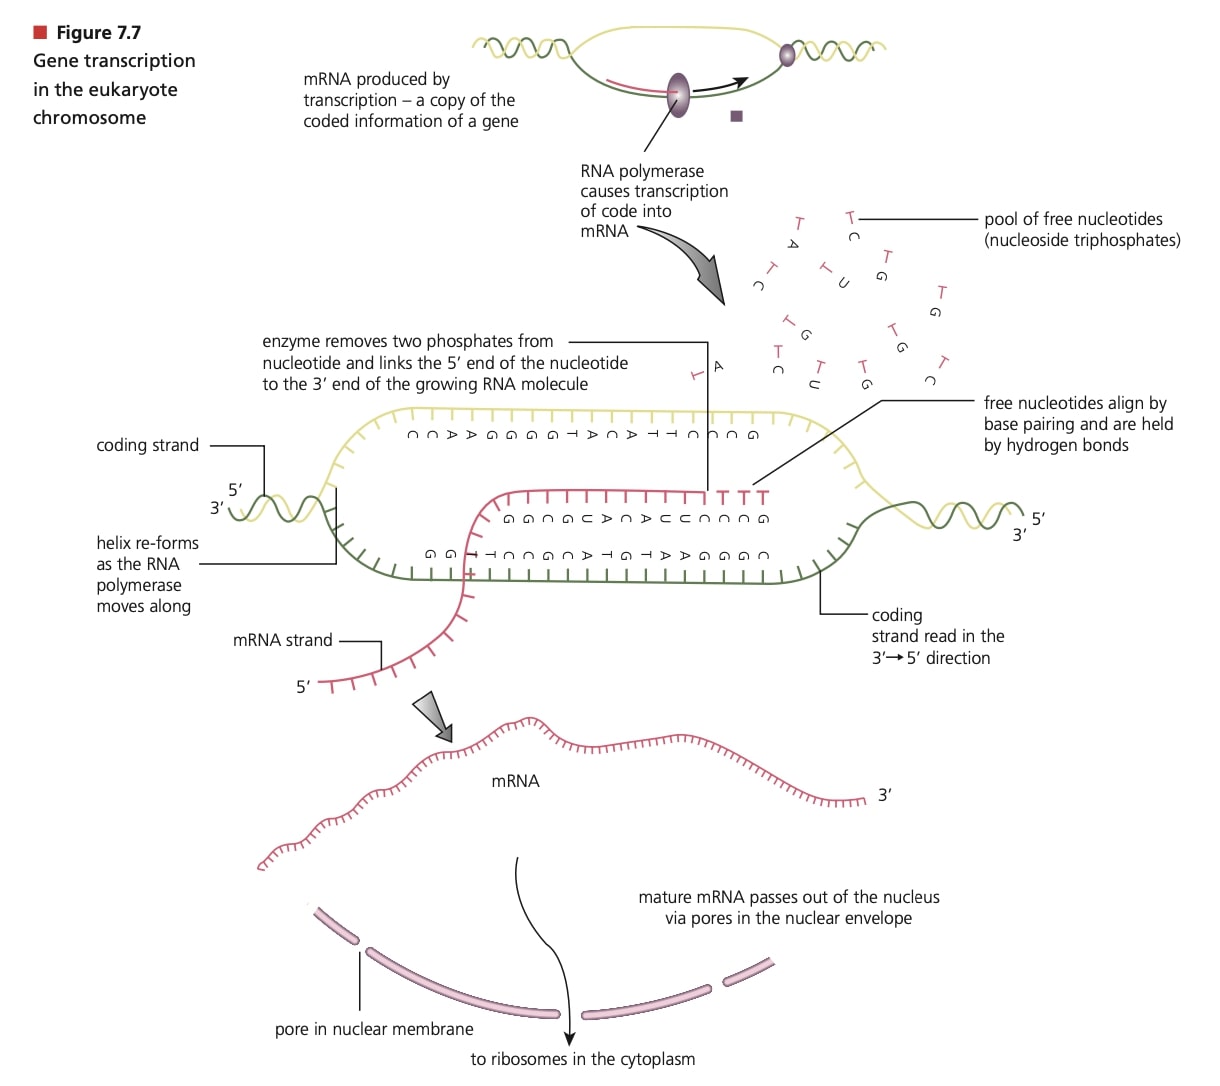 Figure 7.7
Gene transcription
in the eukaryote
chromosome
mRNA produced by
transcription – a copy of the
coded information of a gene
RNA polymerase
causes transcription
of code into
mRNA
pool of free nucleotides
(nucleoside triphosphates)
A
C
C
U
G
G
G
G
C
U
G
C
A
enzyme removes two phosphates from
nucleotide and links the 5′ end of the nucleotide
to the 3′ end of the growing RNA molecule
free nucleotides align by
base pairing and are held
by hydrogen bonds
coding strand
C C A A G G G G T A C A T T C C C G
5′
3′
G G C G U A C A U U C C C G
5′
3′
helix re-forms
as the RNA
polymerase
moves along
G G T T C C G C A T G T A A G G G C
mRNA strand
5′
coding
strand read in the
3′→5′ direction
mRNA
3′
mature mRNA passes out of the nucleus
via pores in the nuclear envelope
pore in nuclear membrane
to ribosomes in the cytoplasm